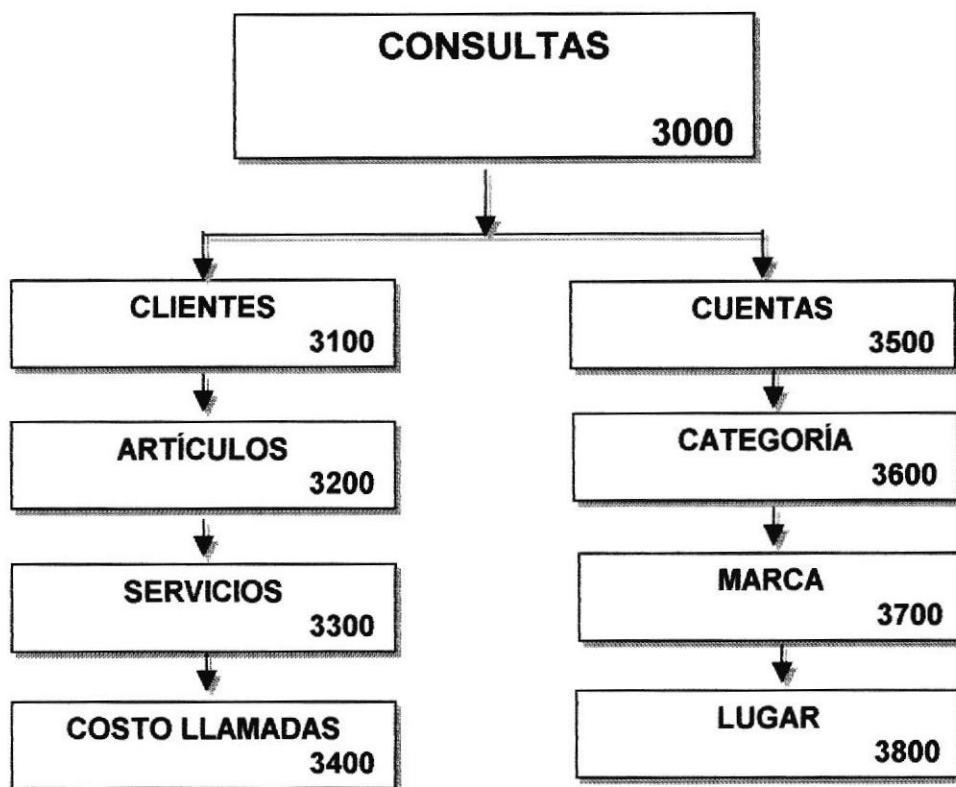 CONSULTAS
3000
CLIENTES
3100
ARTÍCULOS
3200
SERVICIOS
3300
COSTO LLAMADAS
3400
CUENTAS
3500
CATEGORÍA
3600
MARCA
3700
LUGAR
3800